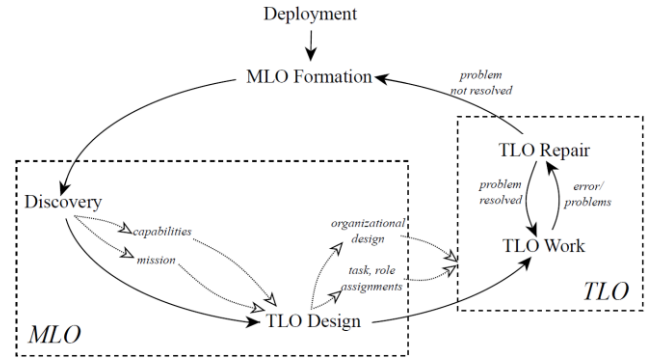 Deployment
MLO Formation
problem
not resolved
TLO Repair
problem
resolved
error/
problems
Discovery
capabilities
mission
organizational
design
task, role
assignments
TLO Work
TLO Design
MLO
TLO